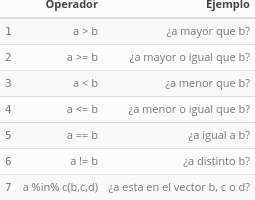 Operador Ejemplo
1 a > b ¿a mayor que b?
2 a >= b ¿a mayor o igual que b?
3 a < b ¿a menor que b?
4 a <= b ¿a menor o igual que b?
5 a == b ¿a igual a b?
6 a != b ¿a distinto b?
7 a %in% c(b,c,d) ¿a esta en el vector b, c o d?